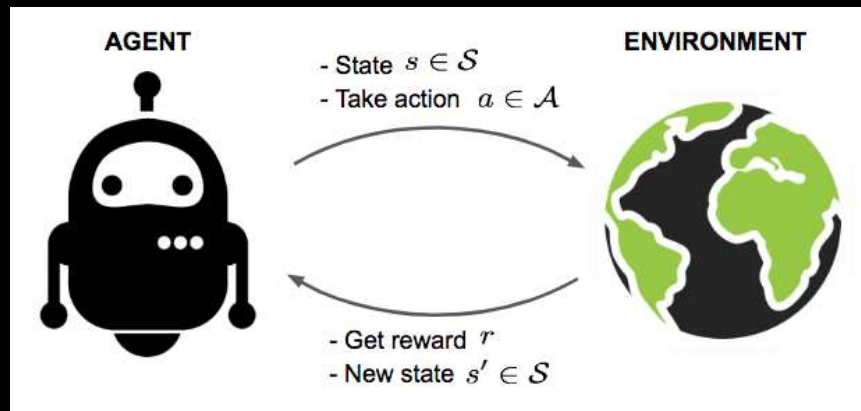 AGENT
ENVIRONMENT
- State s ∈ 𝒮
- Take action a ∈ 𝒜
- Get reward r
- New state s′ ∈ 𝒮